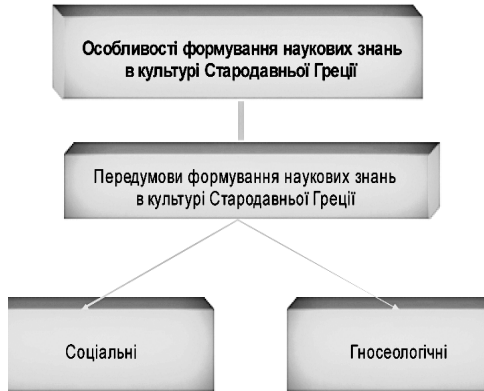 Особливості формування наукових знань
в культурі Стародавньої Греції
Передумови формування наукових знань
в культурі Стародавньої Греції
Соціальні
Гносеологічні